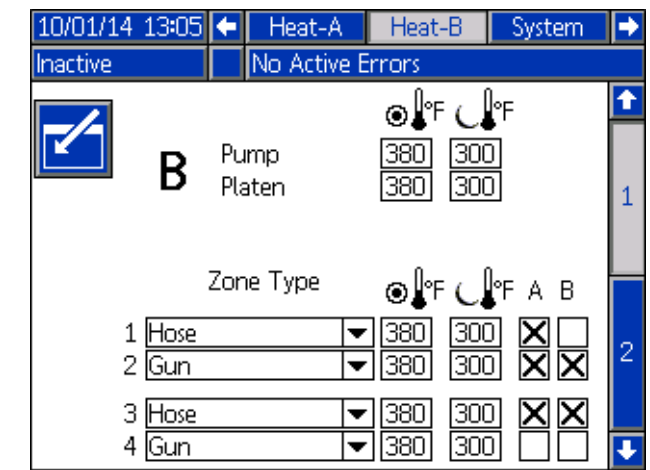 10/01/14 13:05 Heat-A Heat-B System
Inactive No Active Errors
°F °F
B
Pump 380 300
Platen 380 300
1
Zone Type °F °F A B
1 Hose 380 300
2 Gun 380 300
2
3 Hose 380 300
4 Gun 380 300